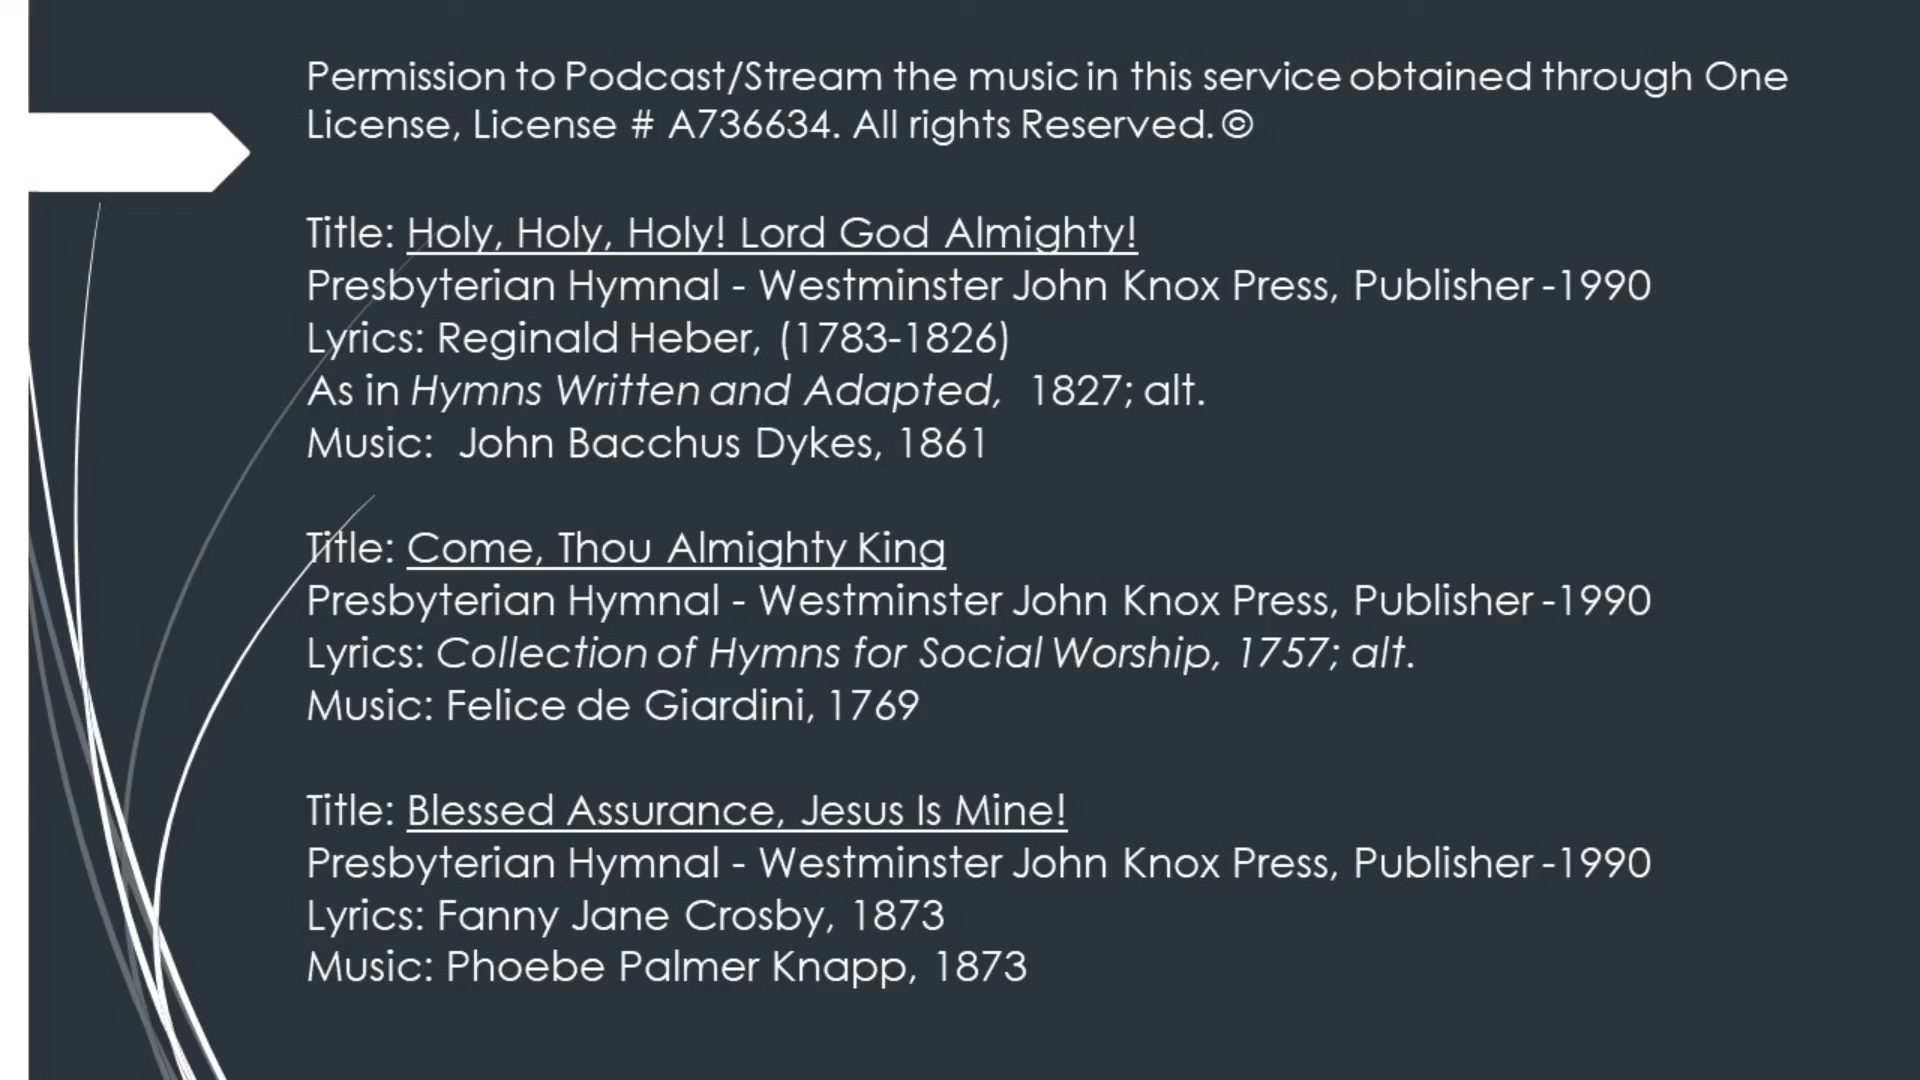 Permission to Podcast/Stream the music in this service obtained through One
License, License # A736634. All rights Reserved. ©
Title: Holy, Holy, Holy! Lord God Almighty!
Presbyterian Hymnal - Westminster John Knox Press, Publisher -1990
Lyrics: Reginald Heber, (1783-1826)
As in Hymns Written and Adapted, 1827; alt.
Music: John Bacchus Dykes, 1861
Title: Come, Thou Almighty King
Presbyterian Hymnal - Westminster John Knox Press, Publisher -1990
Lyrics: Collection of Hymns for Social Worship, 1757; alt.
Music: Felice de Giardini, 1769
Title: Blessed Assurance, Jesus Is Mine!
Presbyterian Hymnal - Westminster John Knox Press, Publisher -1990
Lyrics: Fanny Jane Crosby, 1873
Music: Phoebe Palmer Knapp, 1873